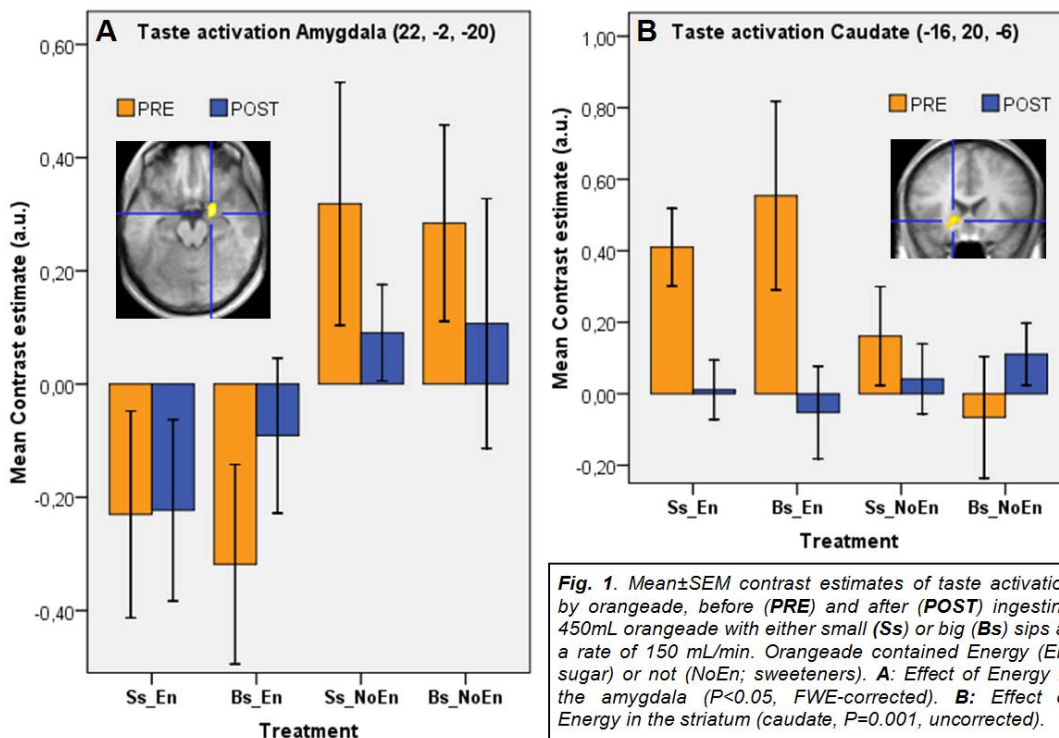 A Taste activation Amygdala (22, -2, -20)
PRE POST
Mean Contrast estimate (a.u.)
0,60
0,40
0,20
0,00
-0,20
-0,40
Ss_En Bs_En Ss_NoEn Bs_NoEn
Treatment
B Taste activation Caudate (-16, 20, -6)
PRE POST
Mean Contrast estimate (a.u.)
1,00
0,80
0,60
0,40
0,20
0,00
-0,20
Ss_En Bs_En Ss_NoEn Bs_NoEn
Treatment
Fig. 1. Mean±SEM contrast estimates of taste activatio
by orangeade, before (PRE) and after (POST) ingestin
450mL orangeade with either small (Ss) or big (Bs) sips a
a rate of 150 mL/min. Orangeade contained Energy (E
sugar) or not (NoEn; sweeteners). A: Effect of Energy
the amygdala (P<0.05, FWE-corrected). B: Effect o
Energy in the striatum (caudate, P=0.001, uncorrected).